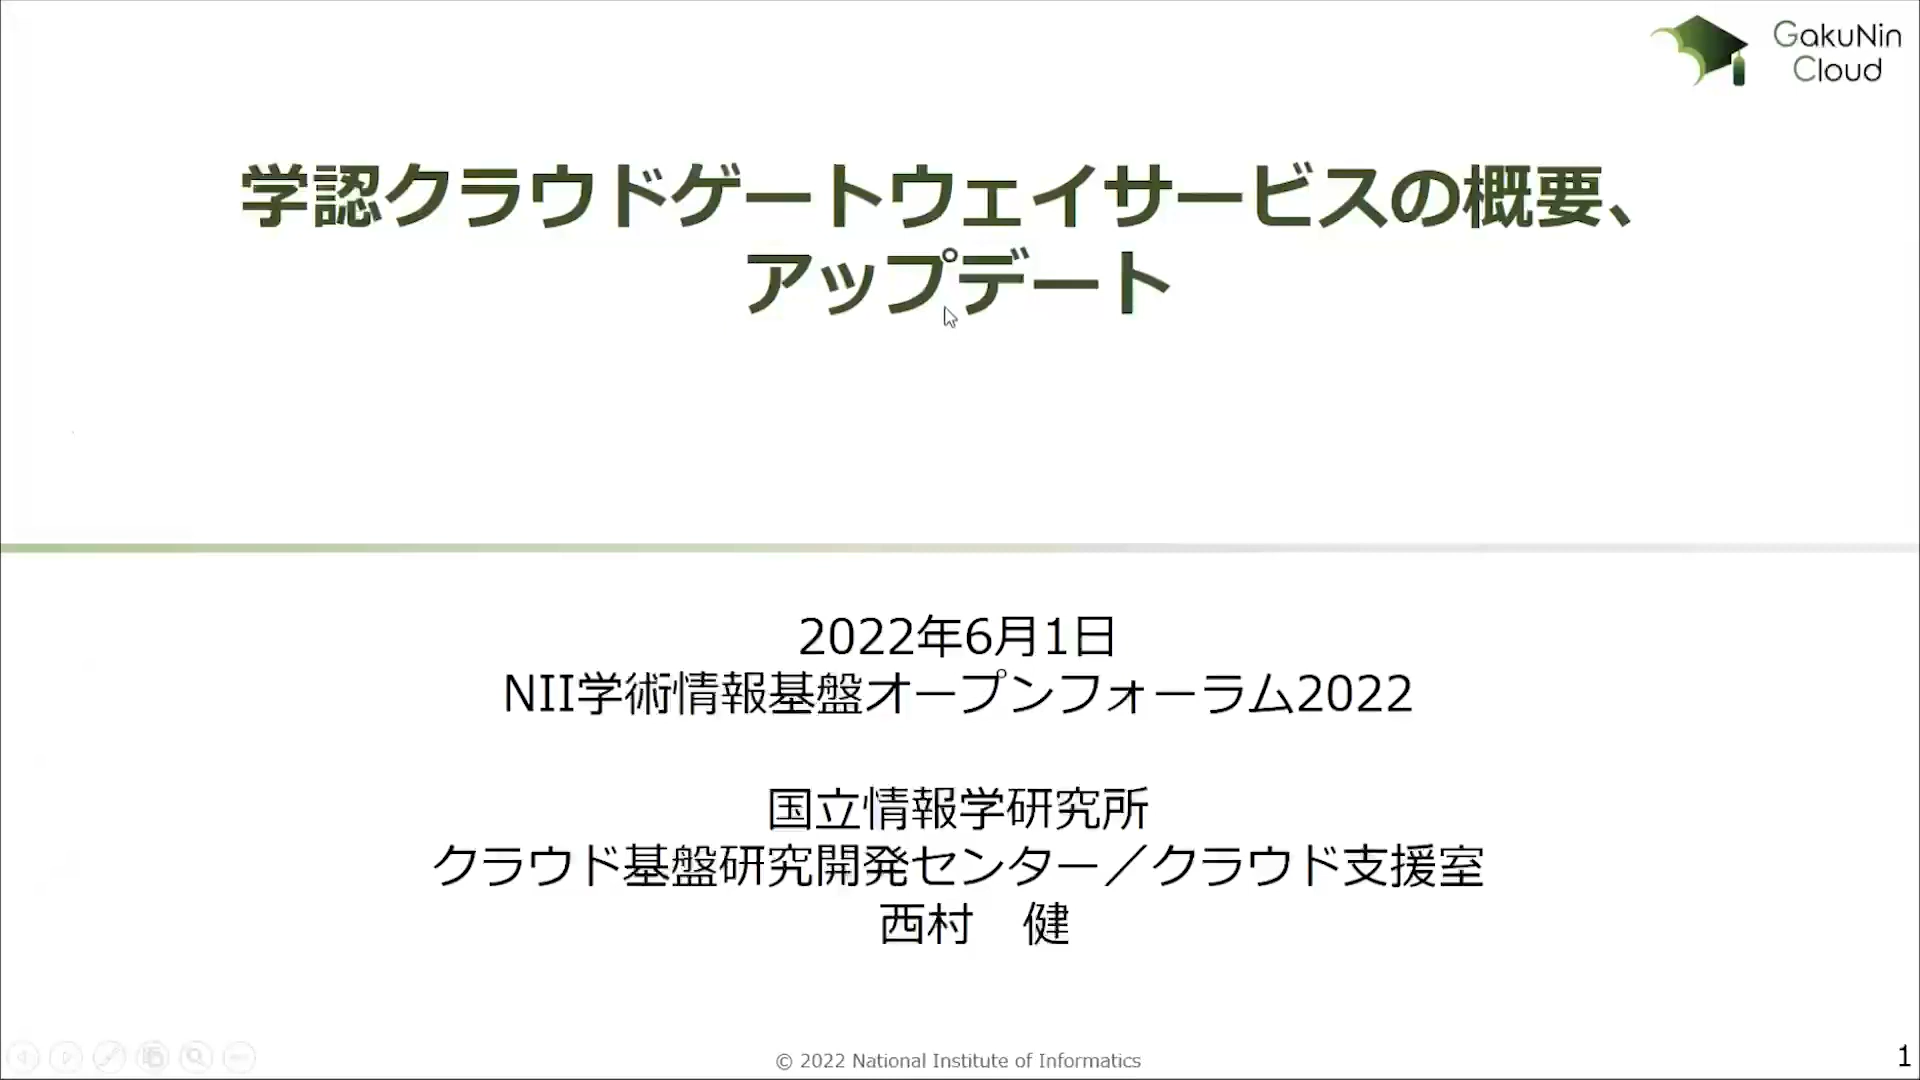 GakuNin
Cloud
学認クラウドゲートウェイサービスの概要、
アップデート
2022年6月1日
NII学術情報基盤オープンフォーラム2022
国立情報学研究所
クラウド基盤研究開発センター／クラウド支援室
西村　健
© 2022 National Institute of Informatics
1